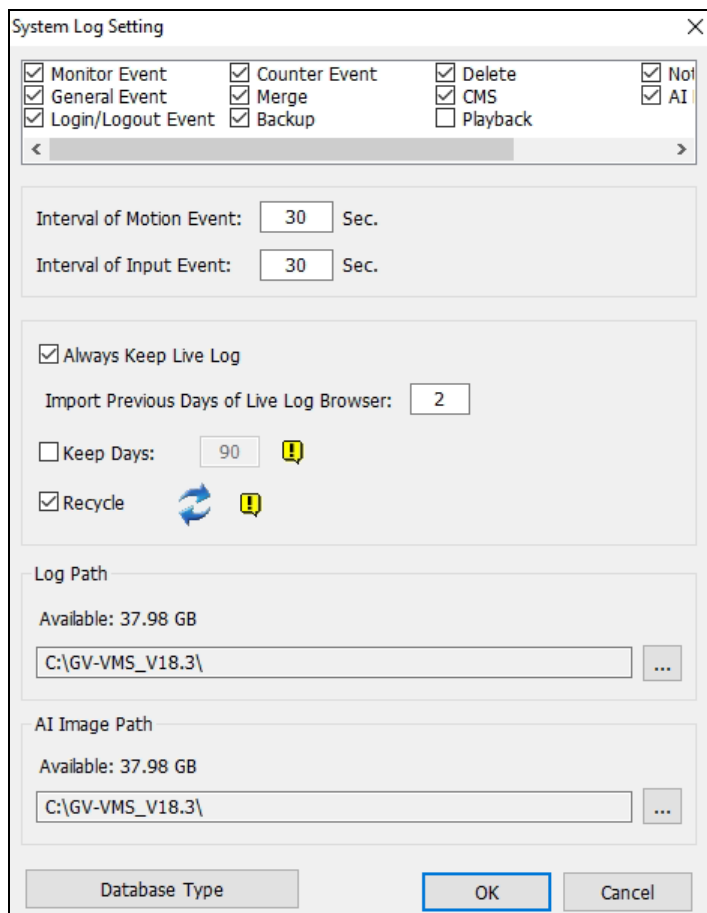 System Log Setting
Monitor Event Counter Event Delete
General Event Merge CMS AI
Login/Logout Event Backup Playback
Interval of Motion Event: 30 Sec.
Interval of Input Event: 30 Sec.
Always Keep Live Log
Import Previous Days of Live Log Browser: 2
Keep Days: 90
Recycle
Log Path
Available: 37.98 GB
C:\GV-VMS_V18.3\
...
AI Image Path
Available: 37.98 GB
C:\GV-VMS_V18.3\
...
Database Type OK Cancel